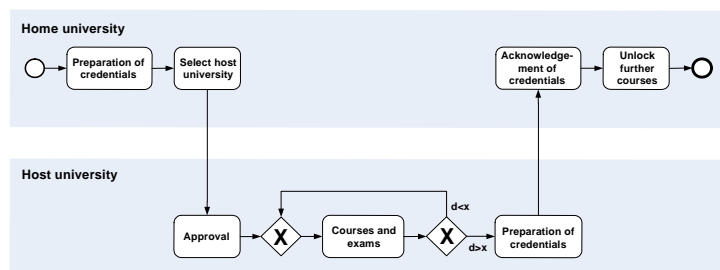 Home university
Preparation of
credentials
Select host
university
Acknowledge-
ment of
credentials
Unlock
further
courses
Host university
Approval
X
Courses and
exams
X
d<x
d>x
Preparation of
credentials